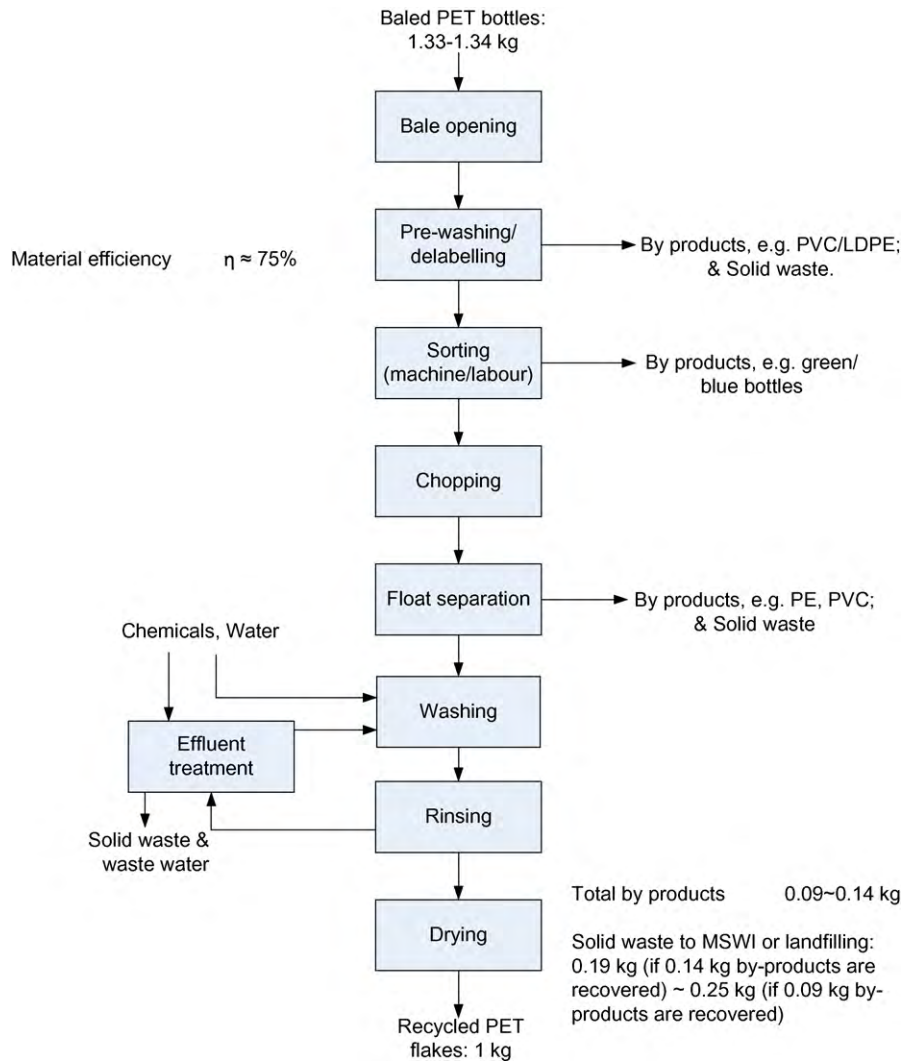 Baled PET bottles:
1.33-1.34 kg
Bale opening
Pre-washing/
delabelling
By products, e.g. PVC/LDPE;
& Solid waste.
Material efficiency η ≈ 75%
Sorting
(machine/labour)
By products, e.g. green/
blue bottles
Chopping
Float separation
By products, e.g. PE, PVC;
& Solid waste
Chemicals, Water
Washing
Effluent
treatment
Rinsing
Solid waste &
waste water
Drying
Total by products 0.09~0.14 kg
Solid waste to MSWI or landfilling:
0.19 kg (if 0.14 kg by-products are
recovered) ~ 0.25 kg (if 0.09 kg by-
products are recovered)
Recycled PET
flakes: 1 kg